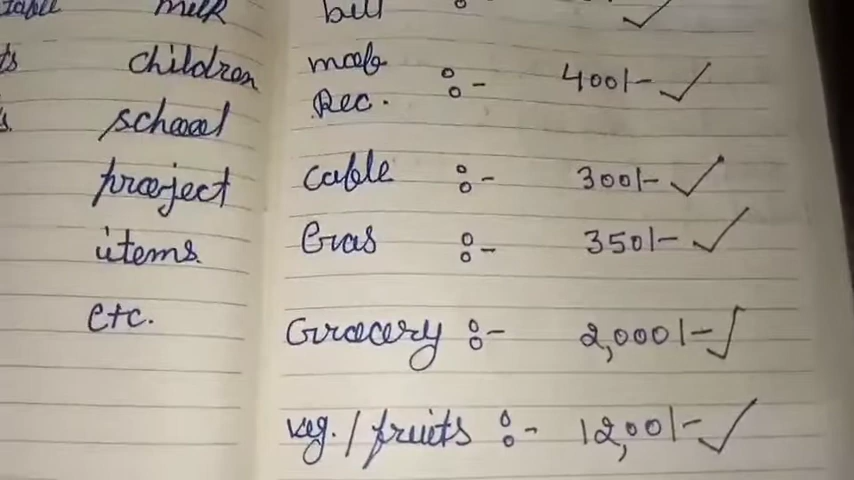 milk
children
school
project
items
etc.
bill :
mob
Rec. :- 400/-
cable :- 300/-
Gas :- 350/-
Grocery :- 2,000/-
veg. / fruits :- 12,00/-